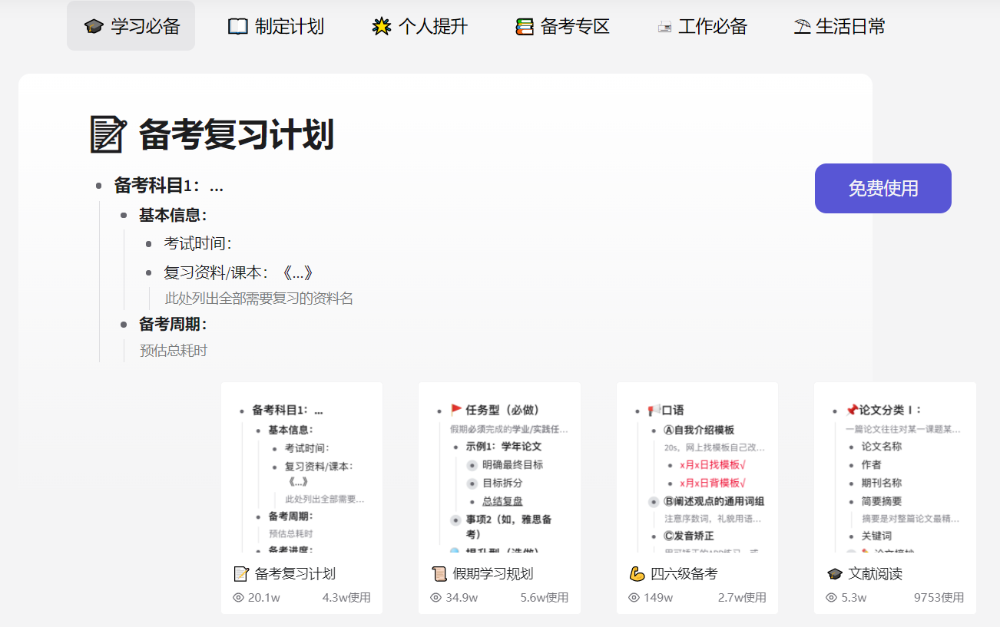 学习必备
制定计划
个人提升
备考专区
工作必备
生活日常
备考复习计划
备考科目1：...
基本信息：
考试时间：
复习资料/课本：《...》
此处列出全部需要复习的资料名
备考周期：
预估总耗时
免费使用
备考科目1：...
基本信息：
考试时间：
复习资料/课本：
《...》
此处列出全部需要...
备考周期：
预估总耗时
备考进度：
备考复习计划
20.1w 4.3w使用
任务型（必做）
假期必须完成的学业/实践任...
示例1：学年论文
明确最终目标
目标拆分
总结复盘
事项2（如，雅思备
考）
提升型（选做）
假期学习规划
34.9w 5.6w使用
口语
Ⓐ自我介绍模板
20s，网上找模板自己改...
x月x日找模板√
x月x日背模板√
Ⓑ阐述观点的通用词组
注意序数词，礼貌用语...
Ⓒ发音矫正
四六级备考
149w 2.7w使用
论文分类Ⅰ：
一篇论文往往对某一课题某...
论文名称
作者
期刊名称
简要摘要
摘要是对整篇论文最精...
关键词
论文摘抄
文献阅读
5.3w 9753使用